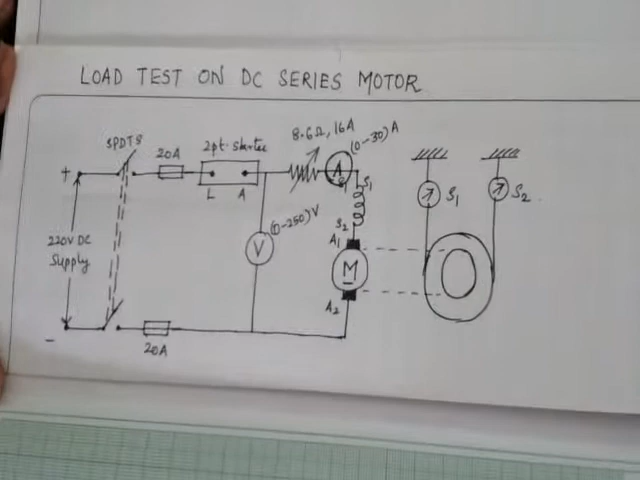 LOAD TEST ON DC SERIES MOTOR
SPDTS
20A
2pt. starter
8.6Ω, 16A
(0-30)A
+
L
A
A
S1
S1
S1
S2
220V DC
Supply
(0-250)V
V
S2
A1
M
A2
-
20A